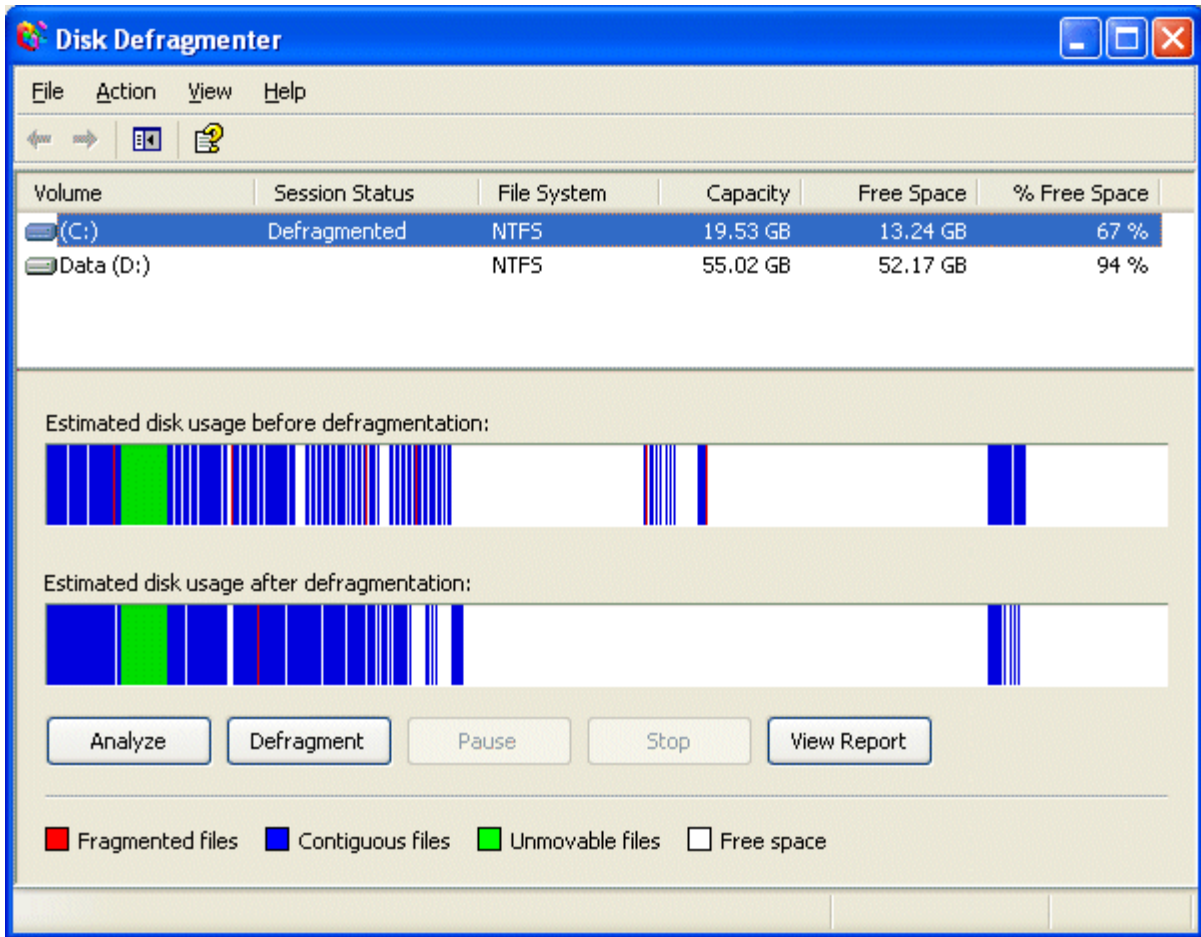 Disk Defragmenter
File Action View Help
Volume Session Status File System Capacity Free Space % Free Space
(C:) Defragmented NTFS 19.53 GB 13.24 GB 67 %
Data (D:) NTFS 55.02 GB 52.17 GB 94 %
Estimated disk usage before defragmentation:
Estimated disk usage after defragmentation:
Analyze Defragment Pause Stop View Report
Fragmented files Contiguous files Unmovable files Free space